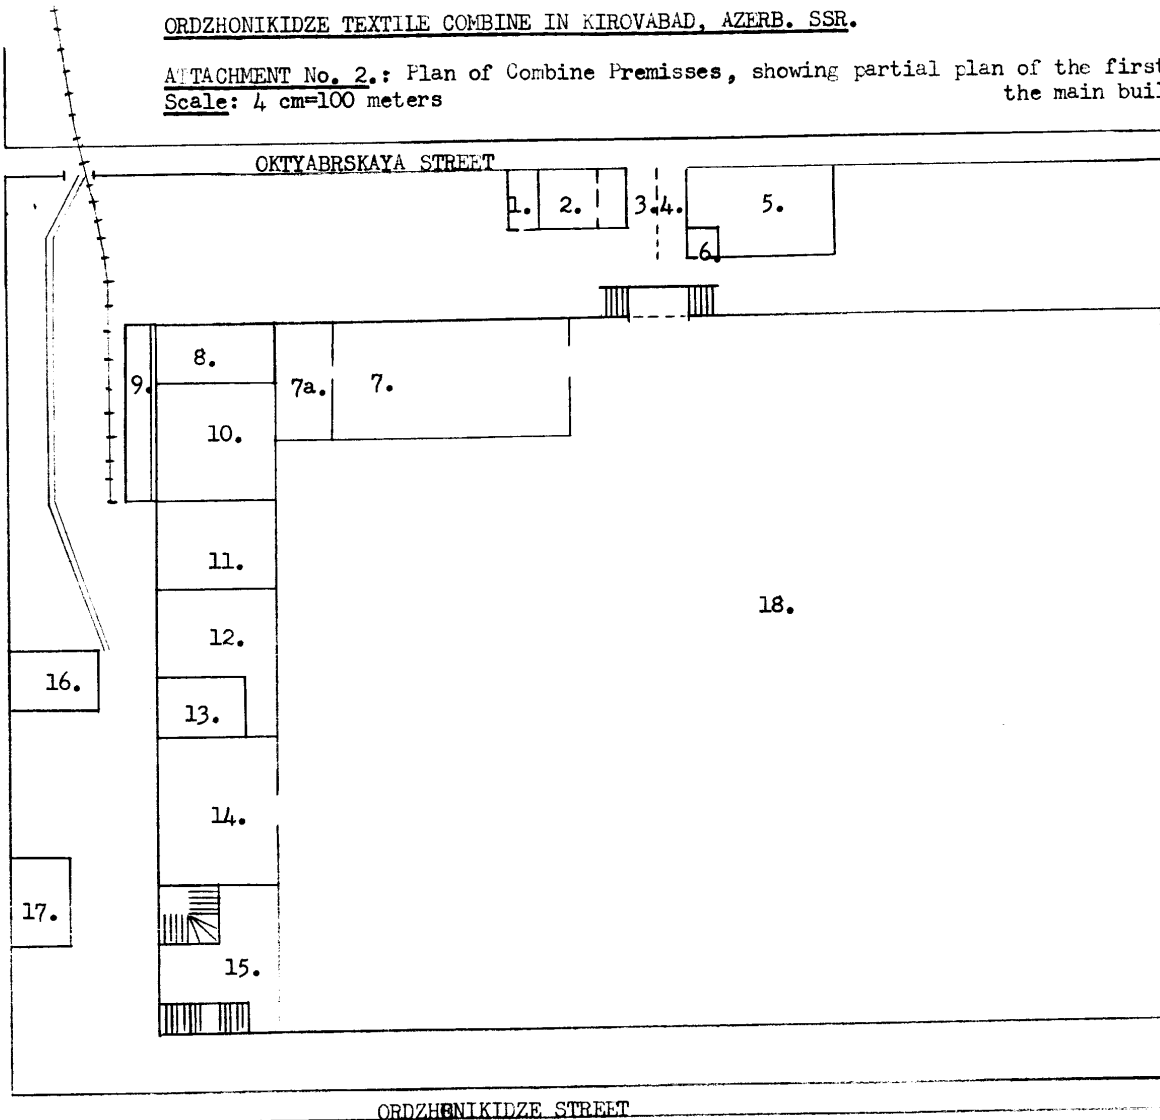 ORDZHONIKIDZE TEXTILE COMBINE IN KIROVABAD, AZERB. SSR.
ATTACHMENT No. 2.: Plan of Combine Premisses, showing partial plan of the first
Scale: 4 cm=100 meters the main buil
OKTYABRSKAYA STREET
1. 2. 3. 4. 5.
6.
8.
9. 7a. 7.
10.
11.
18.
12.
16.
13.
14.
17.
15.
ORDZHONIKIDZE STREET